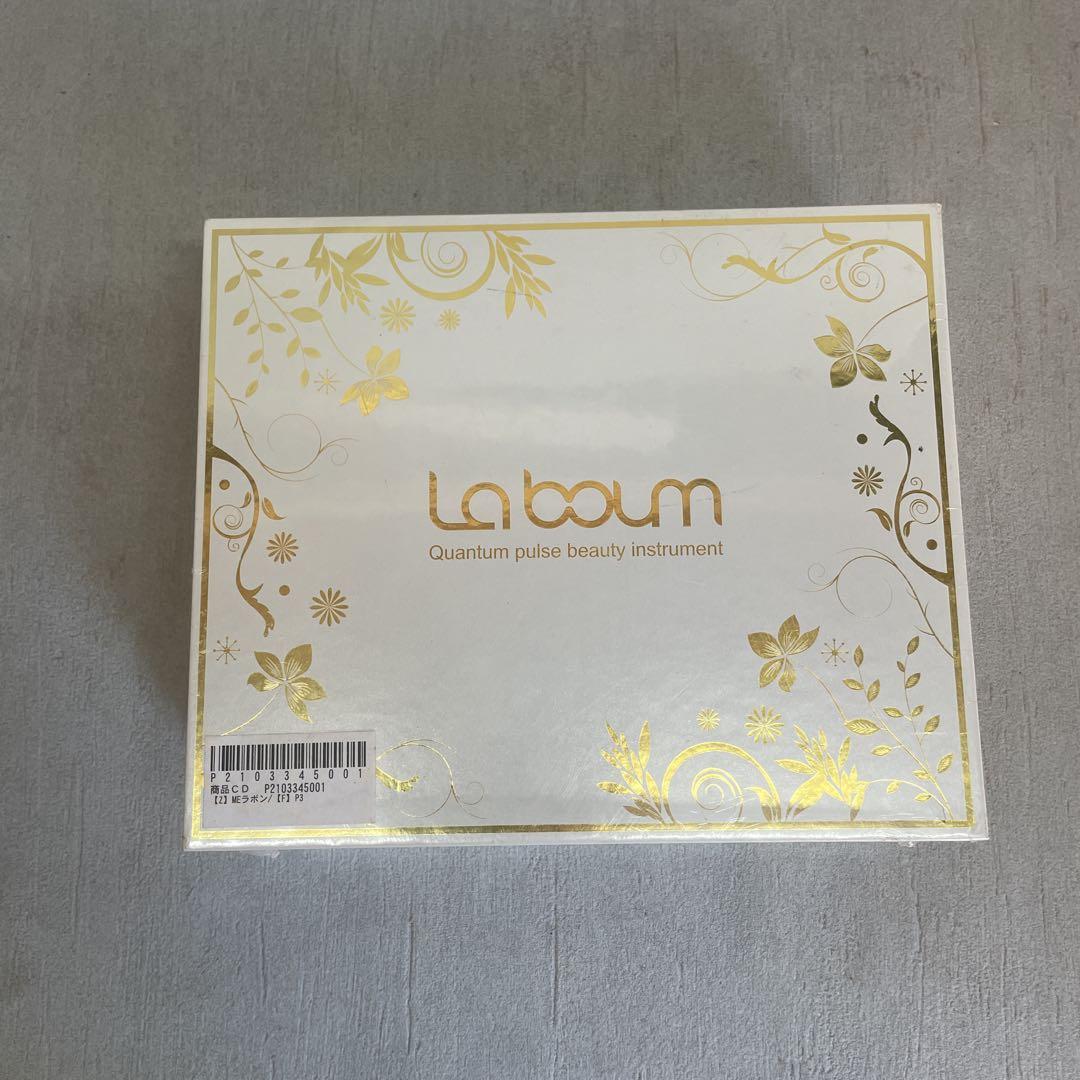 La boum
Quantum pulse beauty instrument
P2103345001
商品CD P2103345001
【Z】MEラボン/【F】P3